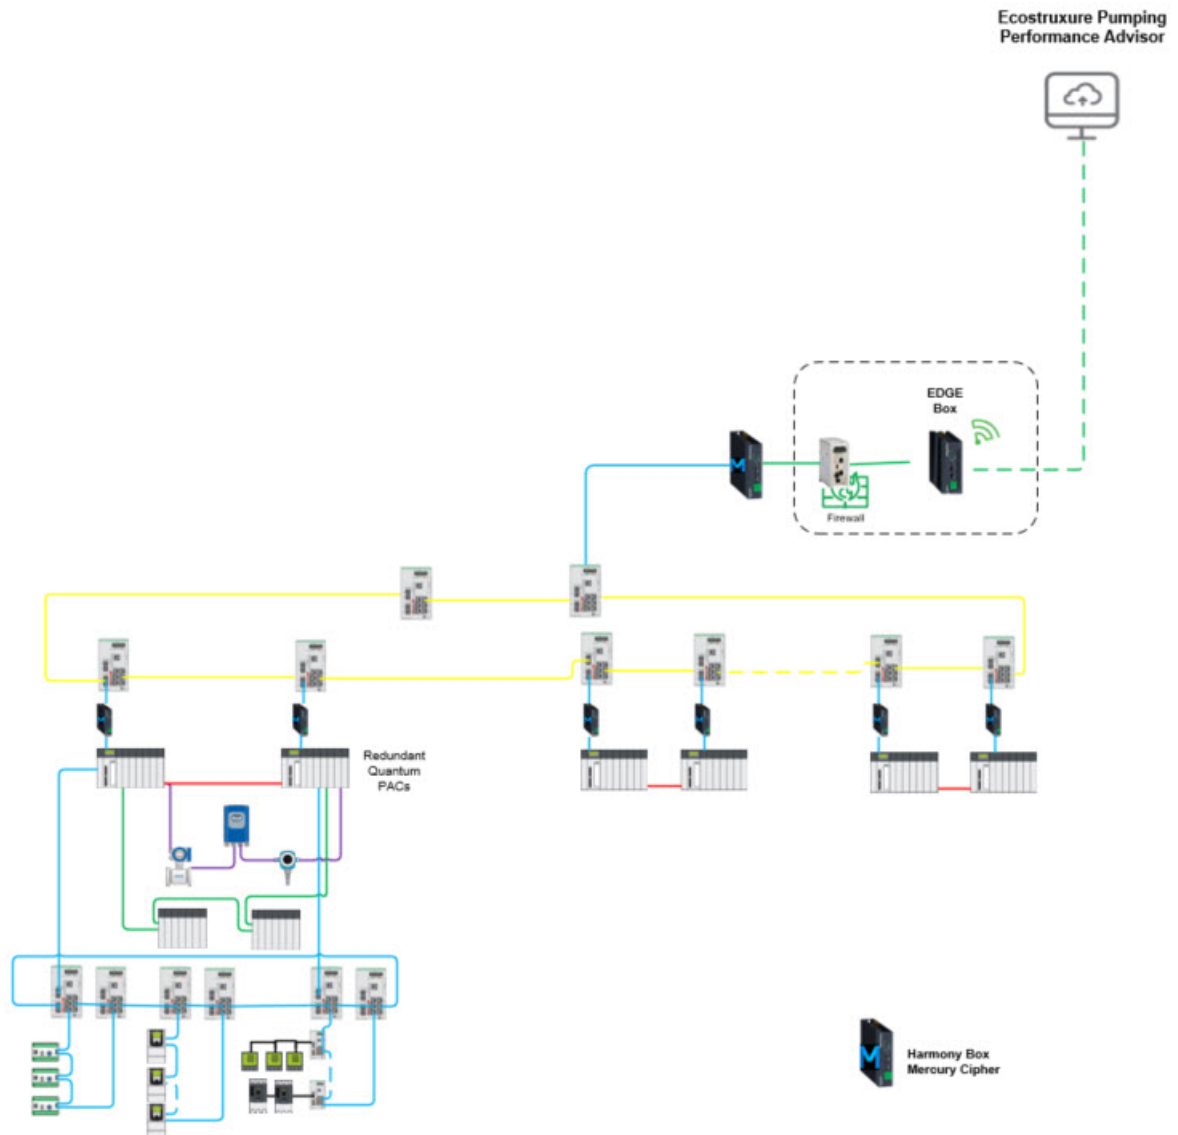 Ecostruxure Pumping
Performance Advisor
EDGE
Box
Firewall
Redundant
Quantum
PACs
Harmony Box
Mercury Cipher